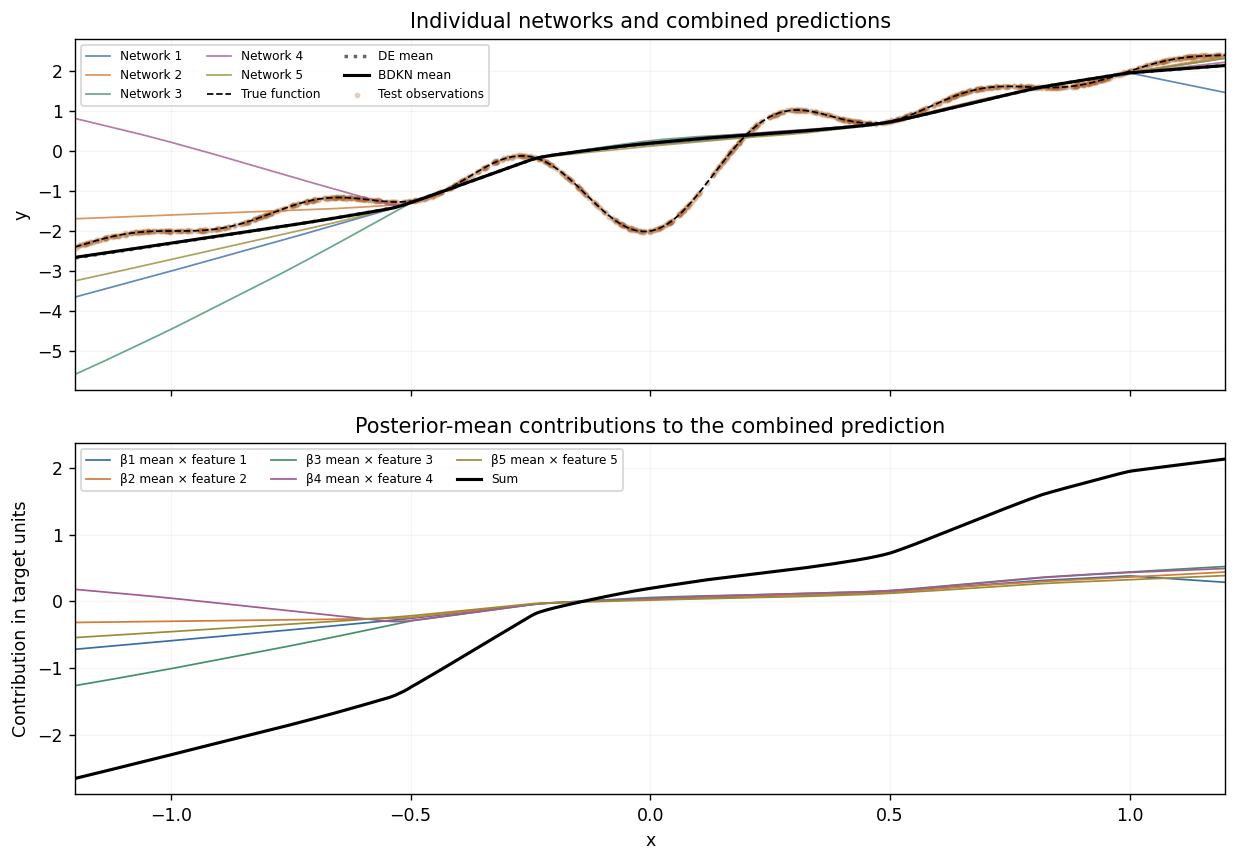 Individual networks and combined predictions
Network 1
Network 2
Network 3
Network 4
Network 5
True function
DE mean
BDKN mean
Test observations
2
1
0
−1
−2
−3
−4
−5
y
Posterior-mean contributions to the combined prediction
β1 mean × feature 1
β2 mean × feature 2
β3 mean × feature 3
β4 mean × feature 4
β5 mean × feature 5
Sum
2
1
0
−1
−2
Contribution in target units
−1.0
−0.5
0.0
0.5
1.0
x